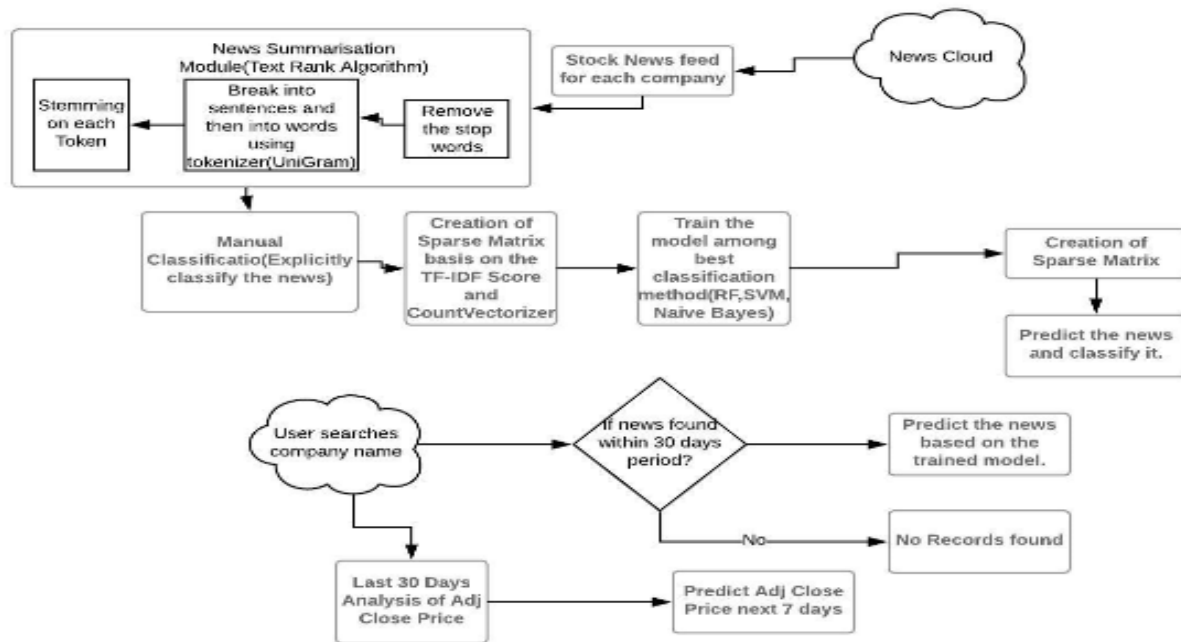 News Summarisation
Module(Text Rank Algorithm)
Stemming
on each
Token
Break into
sentences and
then into words
using
tokenizer(UniGram)
Remove
the stop
words
Stock News feed
for each company
News Cloud
Manual
Classificatio(Explicitly
classify the news)
Creation of
Sparse Matrix
basis on the
TF-IDF Score
and
CountVectorizer
Train the
model among
best
classification
method(RF,SVM,
Naive Bayes)
Creation of
Sparse Matrix
Predict the news
and classify it.
User searches
company name
If news found
within 30 days
period?
Predict the news
based on the
trained model.
No
No Records found
Last 30 Days
Analysis of Adj
Close Price
Predict Adj Close
Price next 7 days